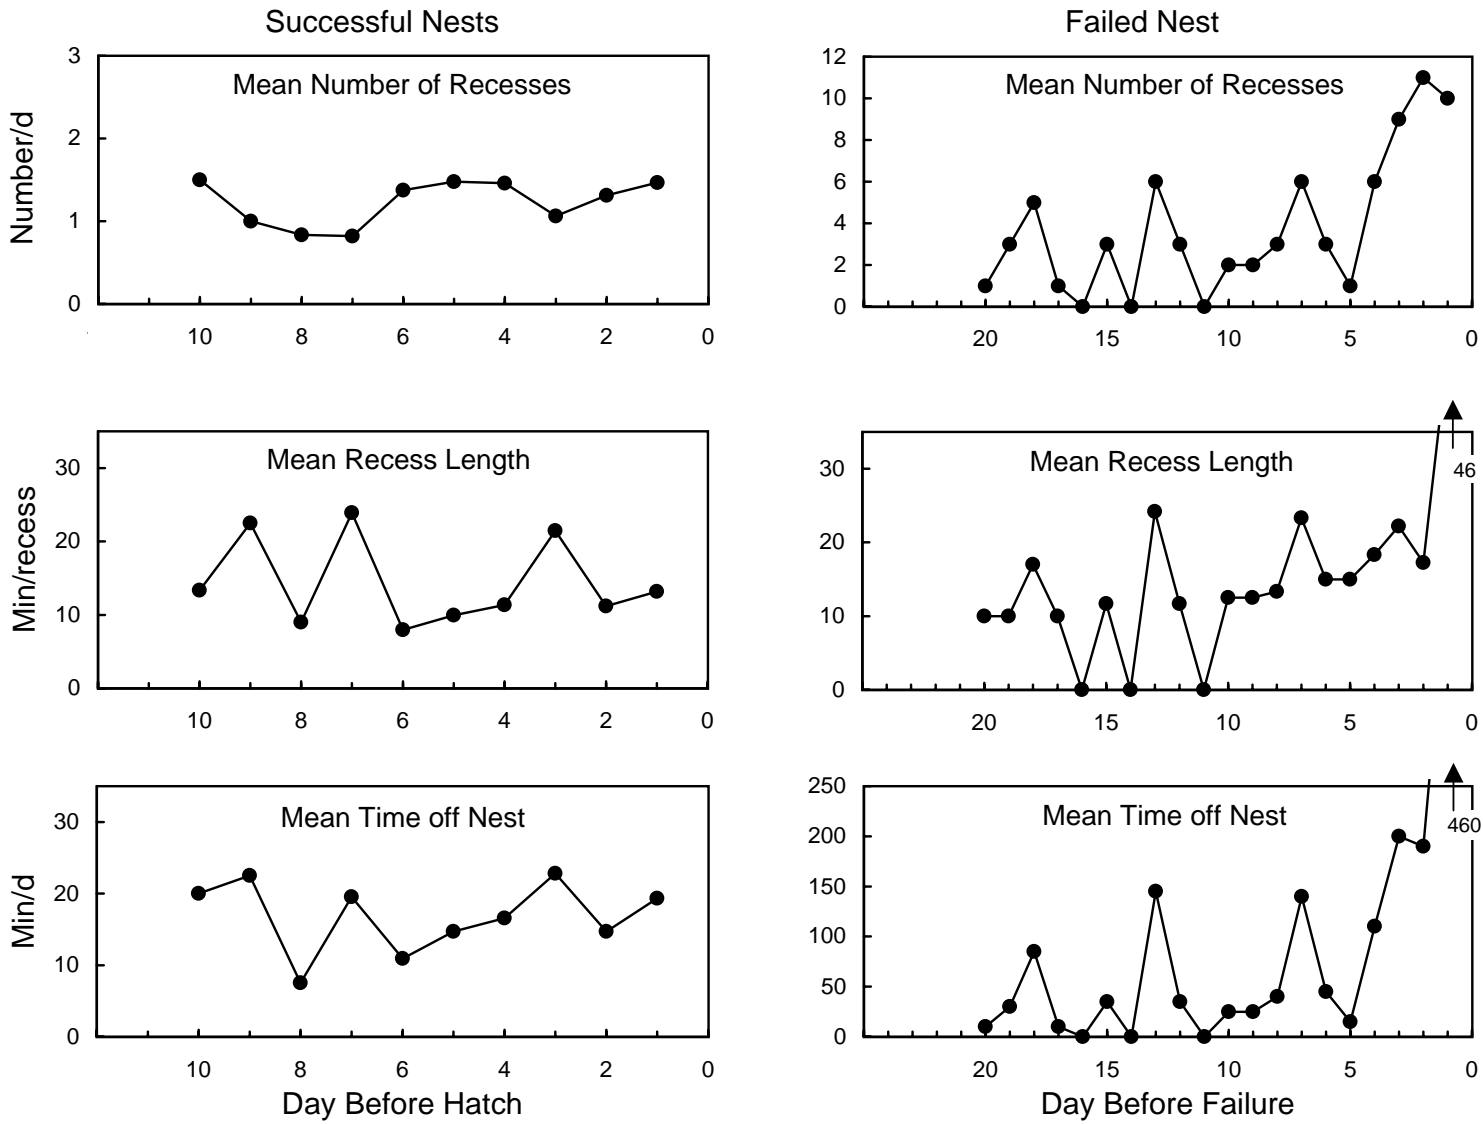 Successful Nests
Mean Number of Recesses
Number/d
3
2
1
0
10 8 6 4 2 0
Failed Nest
Mean Number of Recesses
12
10
8
6
4
2
0
20 15 10 5 0
Mean Recess Length
Min/recess
30
20
10
0
10 8 6 4 2 0
Mean Recess Length
46
30
20
10
0
20 15 10 5 0
Mean Time off Nest
Min/d
30
20
10
0
10 8 6 4 2 0
Day Before Hatch
Mean Time off Nest
460
250
200
150
100
50
0
20 15 10 5 0
Day Before Failure